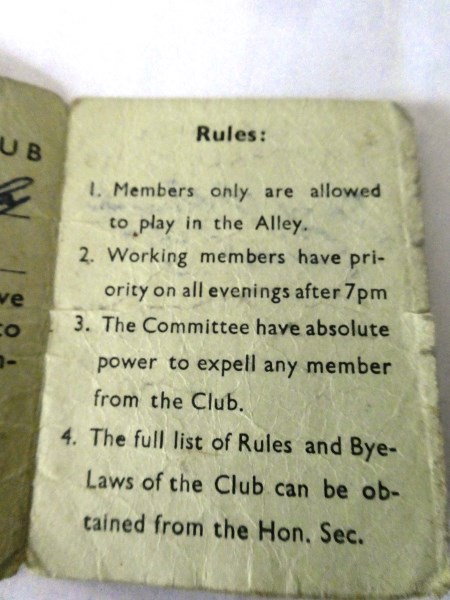 UB
Rules:
1. Members only are allowed
to play in the Alley.
2. Working members have pri-
ority on all evenings after 7pm
3. The Committee have absolute
power to expell any member
from the Club.
4. The full list of Rules and Bye-
Laws of the Club can be ob-
tained from the Hon. Sec.